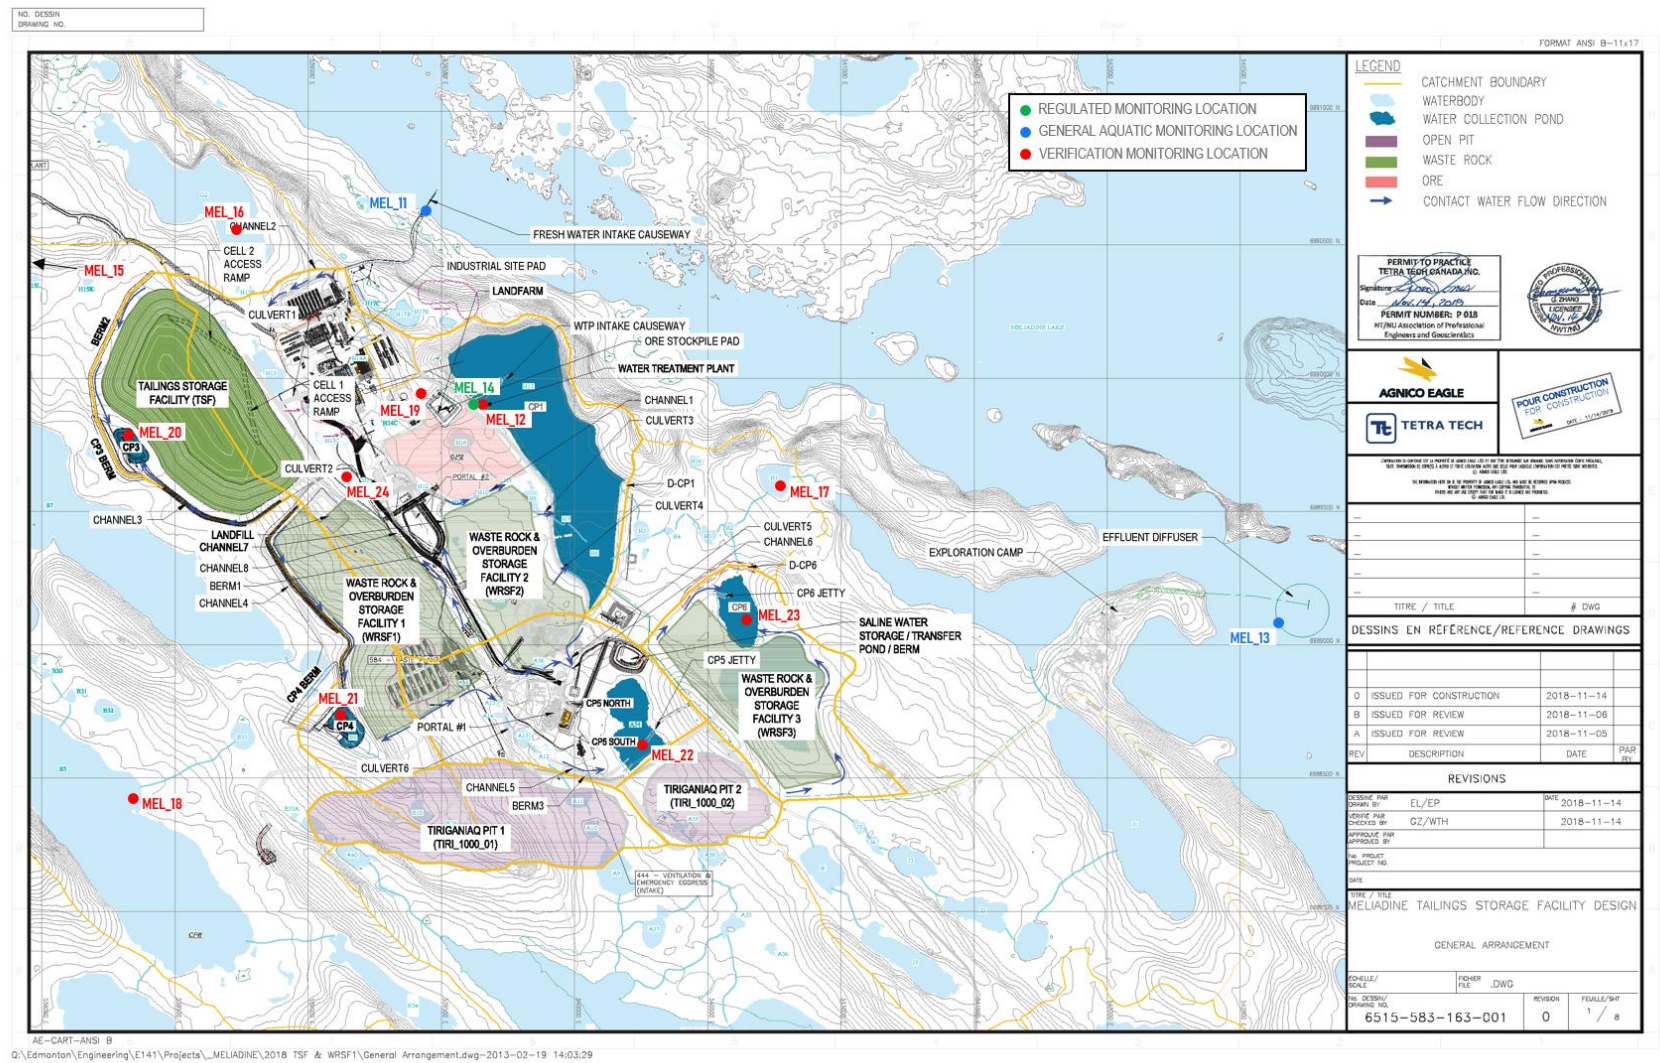 NO. DESSIN
DRAWING NO.
FORMAT ANSI B-11x17
REGULATED MONITORING LOCATION
GENERAL AQUATIC MONITORING LOCATION
VERIFICATION MONITORING LOCATION
LEGEND
CATCHMENT BOUNDARY
WATERBODY
WATER COLLECTION POND
OPEN PIT
WASTE ROCK
ORE
CONTACT WATER FLOW DIRECTION
MEL_11
MEL_16
CHANNEL2
FRESH WATER INTAKE CAUSEWAY
CELL 2
ACCESS
RAMP
MEL_15
INDUSTRIAL SITE PAD
LANDFARM
CULVERT1
BERM2
WTP INTAKE CAUSEWAY
ORE STOCKPILE PAD
WATER TREATMENT PLANT
MELIADINE LAKE
TAILINGS STORAGE
FACILITY (TSF)
CELL 1
ACCESS
RAMP
MEL_14
MEL_19
MEL_12
CP1
CHANNEL1
CULVERT3
MEL_20
CP3
CP3 BERM
CULVERT2
PORTAL #2
MEL_24
D-CP1
MEL_17
CULVERT4
CHANNEL3
LANDFILL
CHANNEL7
CHANNEL8
BERM1
CHANNEL4
WASTE ROCK &
OVERBURDEN
STORAGE
FACILITY 2
(WRSF2)
CULVERT5
CHANNEL6
D-CP6
EXPLORATION CAMP
EFFLUENT DIFFUSER
WASTE ROCK &
OVERBURDEN
STORAGE
FACILITY 1
(WRSF1)
CP6 JETTY
CP6
MEL_23
SALINE WATER
STORAGE / TRANSFER
POND / BERM
MEL_13
CP5 JETTY
CP4 BERM
MEL_21
CP4
WASTE ROCK &
OVERBURDEN
STORAGE
FACILITY 3
(WRSF3)
CP5 NORTH
PORTAL #1
CP5 SOUTH
MEL_22
CULVERT6
MEL_18
CHANNEL5
BERM3
TIRIGANIAQ PIT 2
(TIRI_1000_02)
TIRIGANIAQ PIT 1
(TIRI_1000_01)
444 - VENTILATION &
EMERGENCY EGGRESS
(INTAKE)
PERMIT TO PRACTICE
TETRA TECH CANADA INC.
Signature
Date Nov. 14, 2018
PERMIT NUMBER: P 018
NT/NU Association of Professional
Engineers and Geoscientists
G. ZHANG
LICENSEE
NWT/NU
AGNICO EAGLE
TETRA TECH
POUR CONSTRUCTION
FOR CONSTRUCTION
TITRE / TITLE # DWG
DESSINS EN RÉFÉRENCE/REFERENCE DRAWINGS
0 ISSUED FOR CONSTRUCTION 2018-11-14
B ISSUED FOR REVIEW 2018-11-06
A ISSUED FOR REVIEW 2018-11-05
REV DESCRIPTION DATE PAR BY
REVISIONS
DESSINÉ PAR
DRAWN BY EL/EP DATE 2018-11-14
VÉRIFIÉ PAR
CHECKED BY GZ/WTH 2018-11-14
APPROUVÉ PAR
APPROVED BY
No. PROJET
PROJECT NO.
DATE
TITRE / TITLE
MELIADINE TAILINGS STORAGE FACILITY DESIGN
GENERAL ARRANGEMENT
ÉCHELLE/
SCALE
FICHIER
FILE .DWG
No. DESSIN/
DRAWING NO. REVISION FEUILLE/SHT
6515-583-163-001 0 1 / 8
AE-CART-ANSI B
Q:\Edmonton\Engineering\E141\Projects\_MELIADINE\2018 TSF & WRSF1\General Arrangement.dwg-2013-02-19 14:03:29